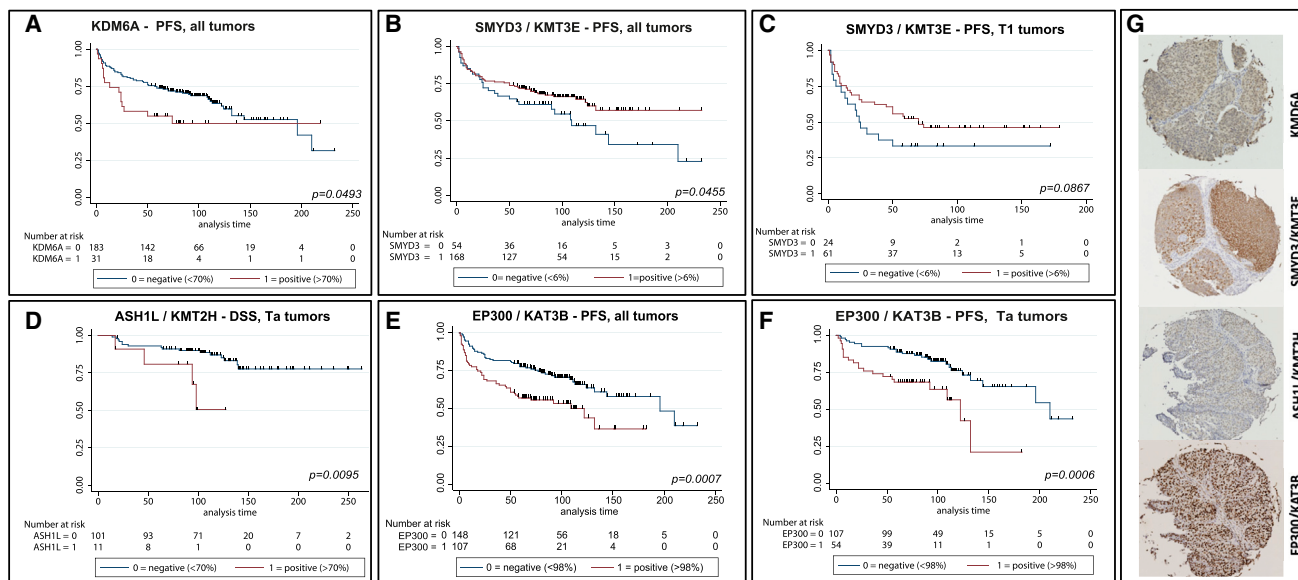 A
KDM6A - PFS, all tumors
1.00
0.75
0.50
0.25
0.00
p=0.0493
0 50 100 150 200 250
analysis time
Number at risk
KDM6A = 0 183 142 66 19 4 0
KDM6A = 1 31 18 4 1 1 0
0 = negative (<70%) 1 = positive (>70%)
B
SMYD3 / KMT3E - PFS, all tumors
1.00
0.75
0.50
0.25
0.00
p=0.0455
0 50 100 150 200 250
analysis time
Number at risk
SMYD3 = 0 54 36 16 5 3 0
SMYD3 = 1 168 127 54 15 2 0
0= negative (<6%) 1=positive (>6%)
C
SMYD3 / KMT3E - PFS, T1 tumors
1.00
0.75
0.50
0.25
0.00
p=0.0867
0 50 100 150 200
analysis time
Number at risk
SMYD3 = 0 24 9 2 1 0
SMYD3 = 1 61 37 13 5 0
0 = negative (<6%) 1 = positive (>6%)
D
ASH1L / KMT2H - DSS, Ta tumors
1.00
0.75
0.50
0.25
0.00
p=0.0095
0 50 100 150 200 250
analysis time
Number at risk
ASH1L = 0 101 93 71 20 7 2
ASH1L = 1 11 8 1 0 0 0
0 = negative (<70%) 1 = positive (>70%)
E
EP300 / KAT3B - PFS, all tumors
1.00
0.75
0.50
0.25
0.00
p=0.0007
0 50 100 150 200 250
analysis time
Number at risk
EP300 = 0 148 121 56 18 5 0
EP300 = 1 107 68 21 4 0 0
0 = negative (<98%) 1 = positive (>98%)
F
EP300 / KAT3B - PFS, Ta tumors
1.00
0.75
0.50
0.25
0.00
p=0.0006
0 50 100 150 200 250
analysis time
Number at risk
EP300 = 0 107 99 49 15 5 0
EP300 = 1 54 39 11 1 0 0
0 = negative (<98%) 1 = positive (>98%)
G
KMD6A
SMYD3/KMT3E
ASH1L/KMT2H
EP300/KAT3B